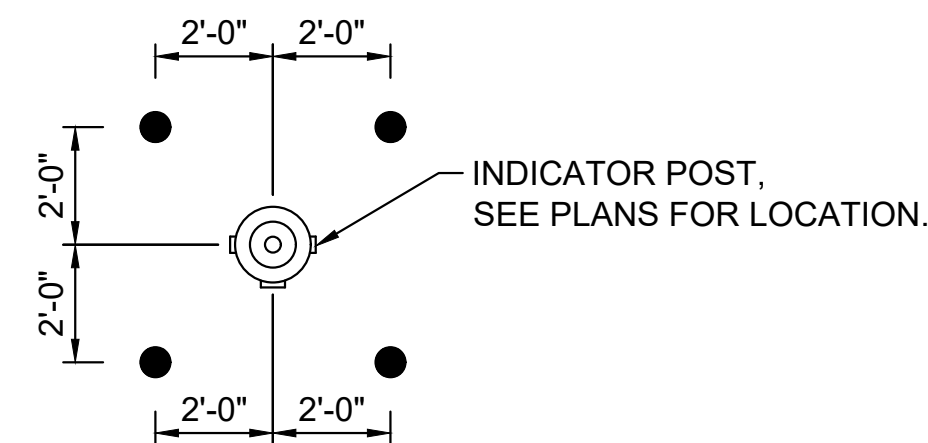 2'-0" 2'-0"
2'-0"
INDICATOR POST,
SEE PLANS FOR LOCATION.
2'-0"
2'-0" 2'-0"